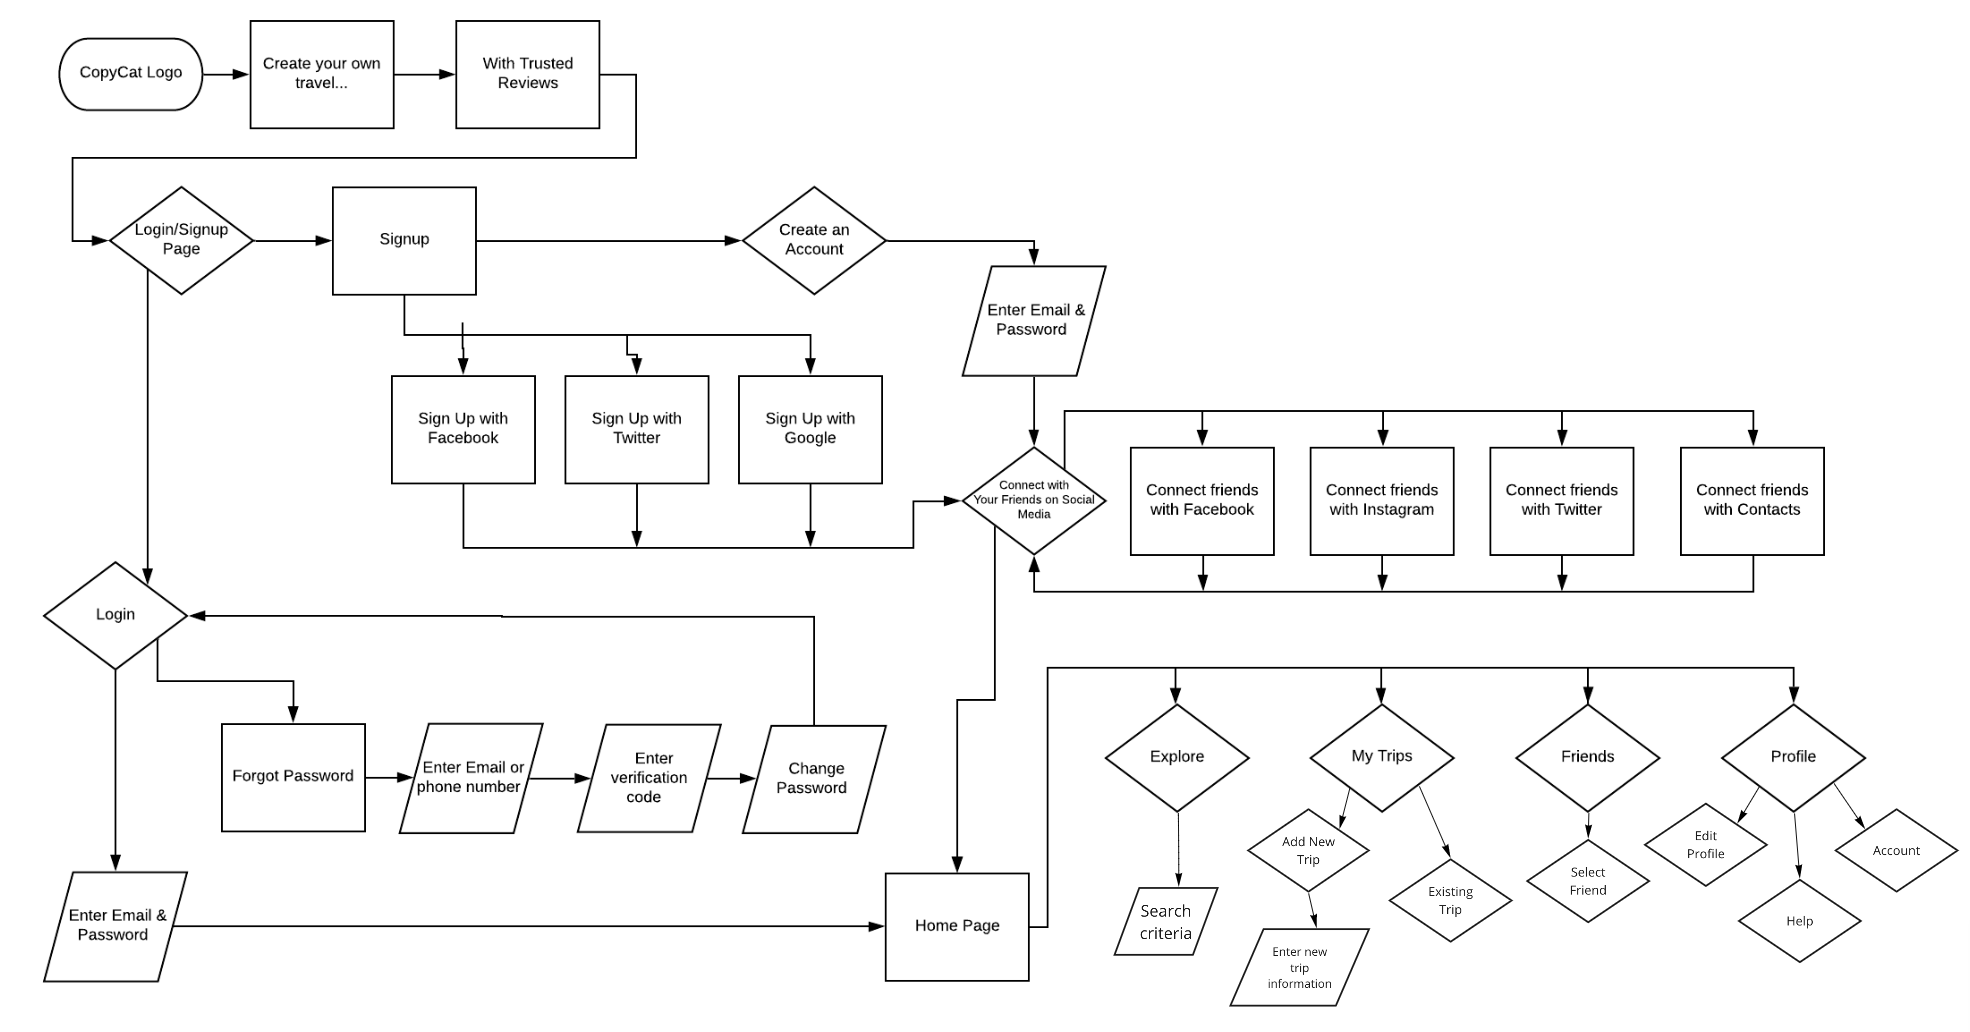 CopyCat Logo
Create your own
travel...
With Trusted
Reviews
Login/Signup
Page
Signup
Create an
Account
Enter Email &
Password
Sign Up with
Facebook
Sign Up with
Twitter
Sign Up with
Google
Connect with
Your Friends on Social
Media
Connect friends
with Facebook
Connect friends
with Instagram
Connect friends
with Twitter
Connect friends
with Contacts
Login
Forgot Password
Enter Email or
phone number
Enter
verification
code
Change
Password
Enter Email &
Password
Home Page
Explore
My Trips
Friends
Profile
Search
criteria
Add New
Trip
Existing
Trip
Enter new
trip
information
Select
Friend
Edit
Profile
Help
Account